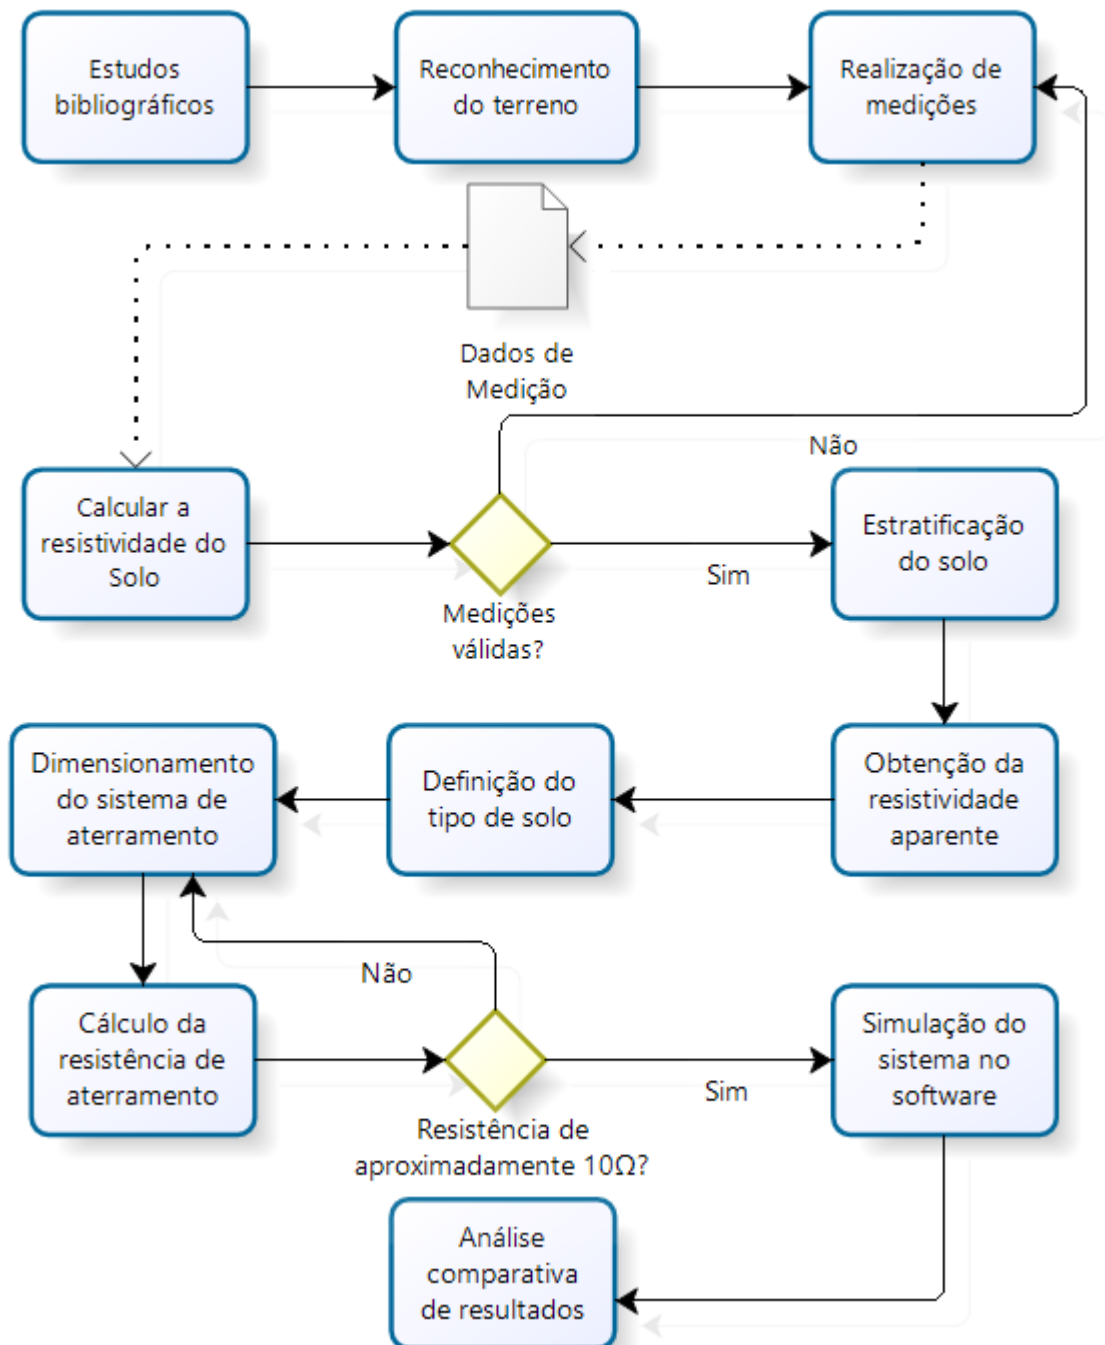 Estudos
bibliográficos
Reconhecimento
do terreno
Realização de
medições
Dados de
Medição
Não
Calcular a
resistividade do
Solo
Medições
válidas?
Sim
Estratificação
do solo
Dimensionamento
do sistema de
aterramento
Definição do
tipo de solo
Obtenção da
resistividade
aparente
Não
Cálculo da
resistência de
aterramento
Resistência de
aproximadamente 10Ω?
Sim
Simulação do
sistema no
software
Análise
comparativa
de resultados